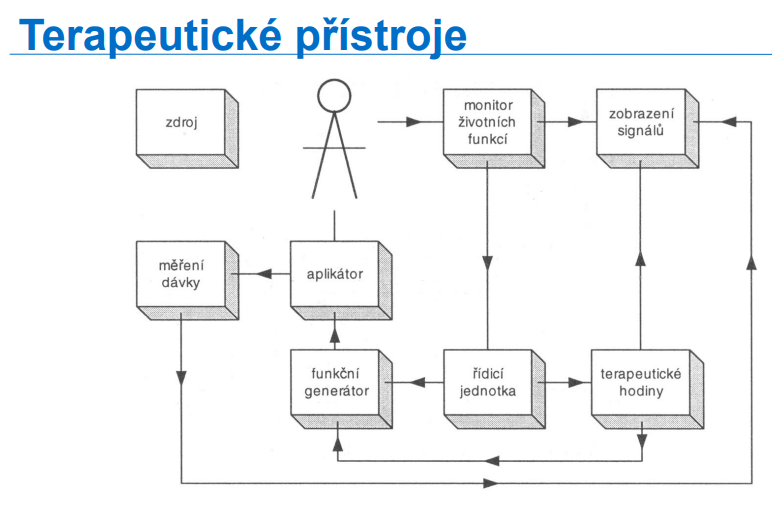 Terapeutické přístroje
zdroj
monitor
životních
funkcí
zobrazení
signálů
měření
dávky
aplikátor
funkční
generátor
řídicí
jednotka
terapeutické
hodiny